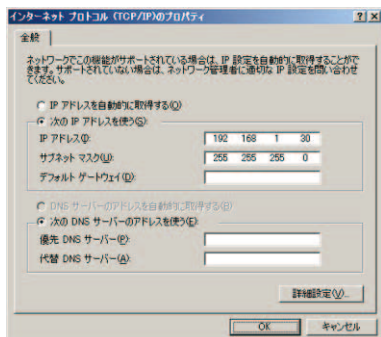 インターネット プロトコル (TCP/IP)のプロパティ
全般
ネットワークでこの機能がサポートされている場合は、IP 設定を自動的に取得することがで
きます。サポートされていない場合は、ネットワーク管理者に適切な IP 設定を問い合わせ
てください。
IP アドレスを自動的に取得する(O)
次の IP アドレスを使う(S):
IP アドレス(I): 192 168 1 30
サブネット マスク(U): 255 255 255 0
デフォルト ゲートウェイ(D):
DNS サーバーのアドレスを自動的に取得する(B)
次の DNS サーバーのアドレスを使う(E):
優先 DNS サーバー(P):
代替 DNS サーバー(A):
詳細設定(V)...
OK キャンセル